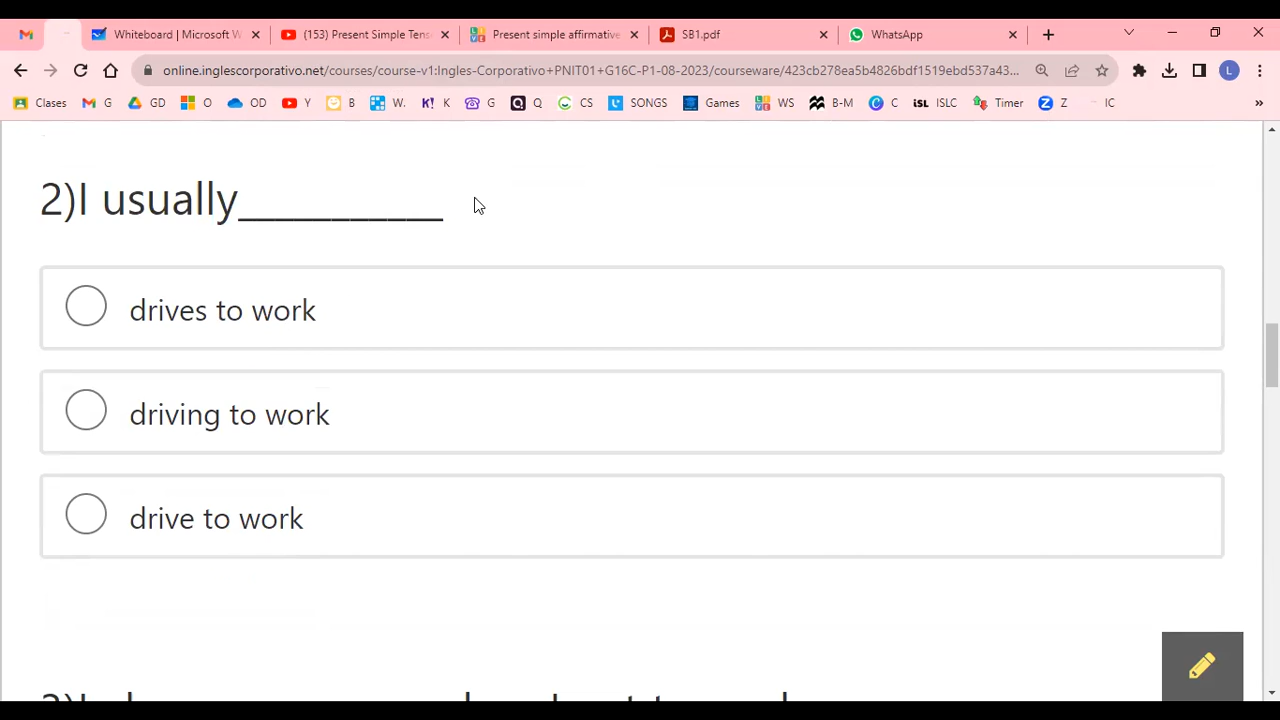 Whiteboard | Microsoft W
(153) Present Simple Tens
Present simple affirmative
SB1.pdf
WhatsApp
online.inglescorporativo.net/courses/course-v1:Ingles-Corporativo+PNIT01+G16C-P1-08-2023/courseware/423cb278ea5b4826bdf1519ebd537a43...
L
Clases M G GD O OD Y B W. K! K G Q CS SONGS Games WS B-M C iSL ISLC Timer Z IC »
2)I usually___________
drives to work
driving to work
drive to work